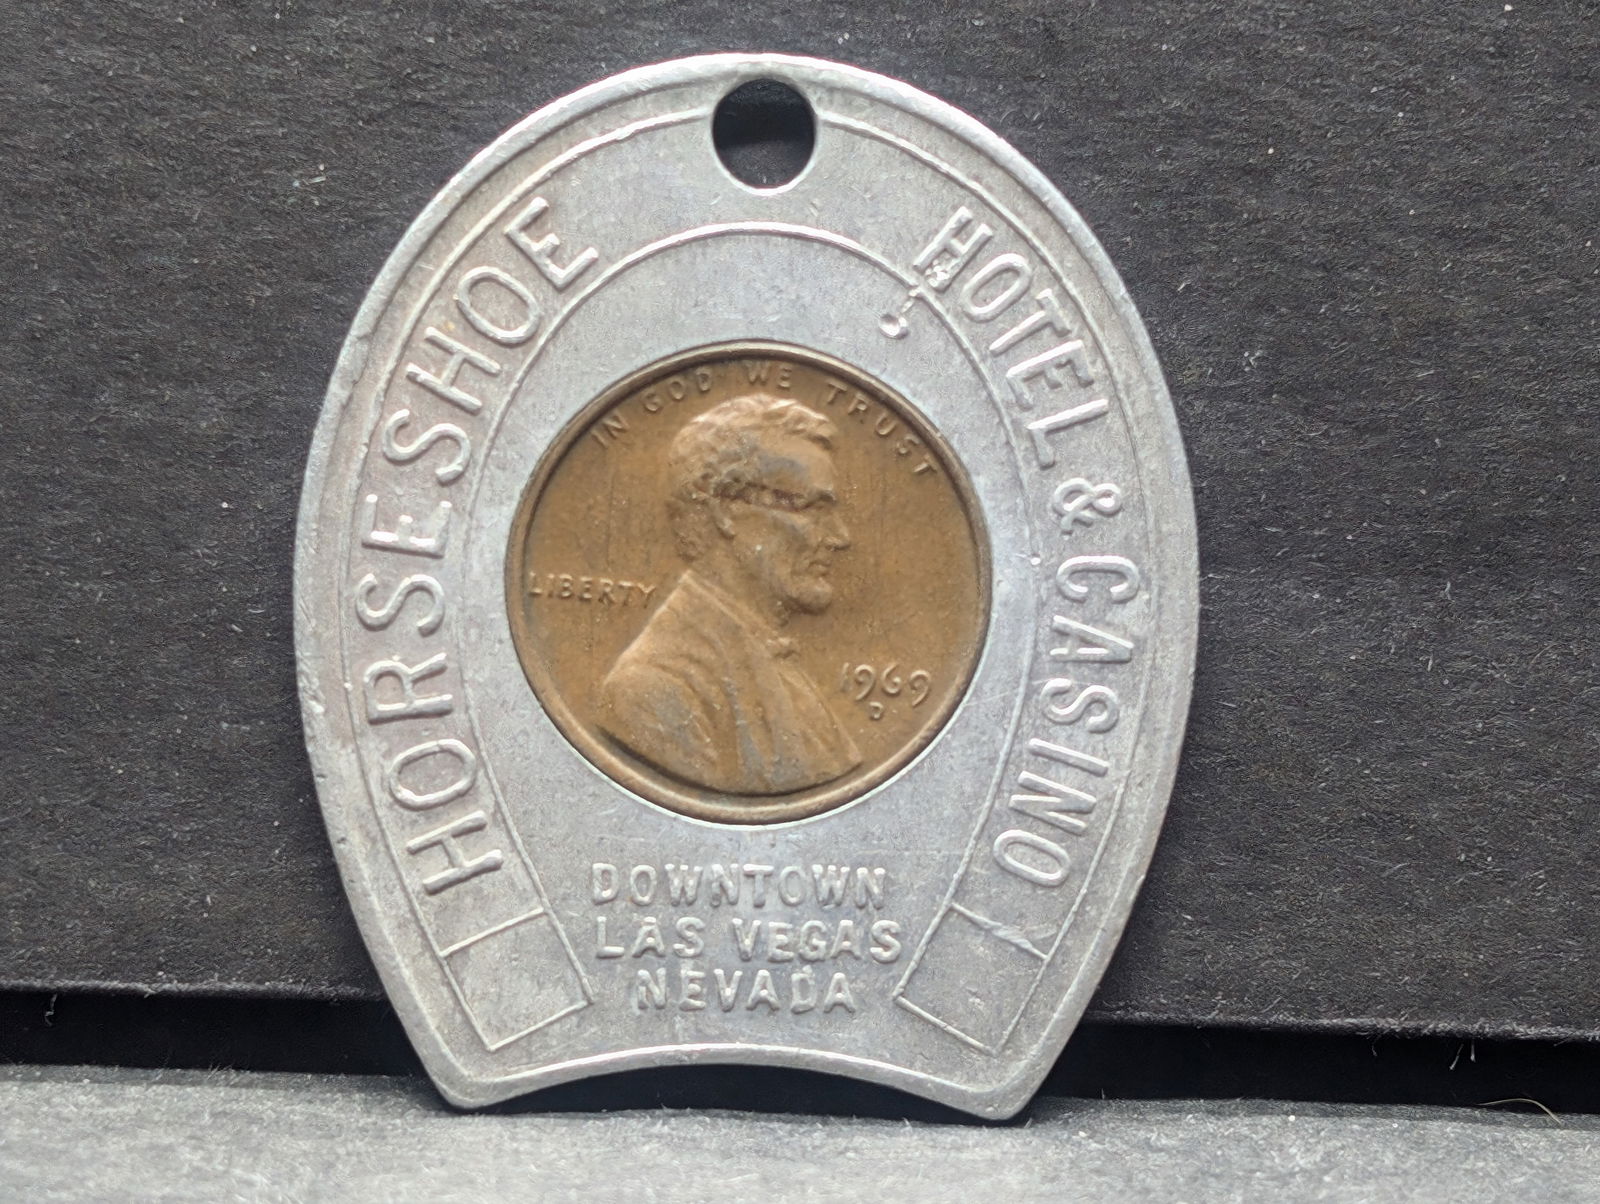 HORSESHOE
HOTEL & CASINO
IN GOD WE TRUST
LIBERTY
1969
D
DOWNTOWN
LAS VEGAS
NEVADA